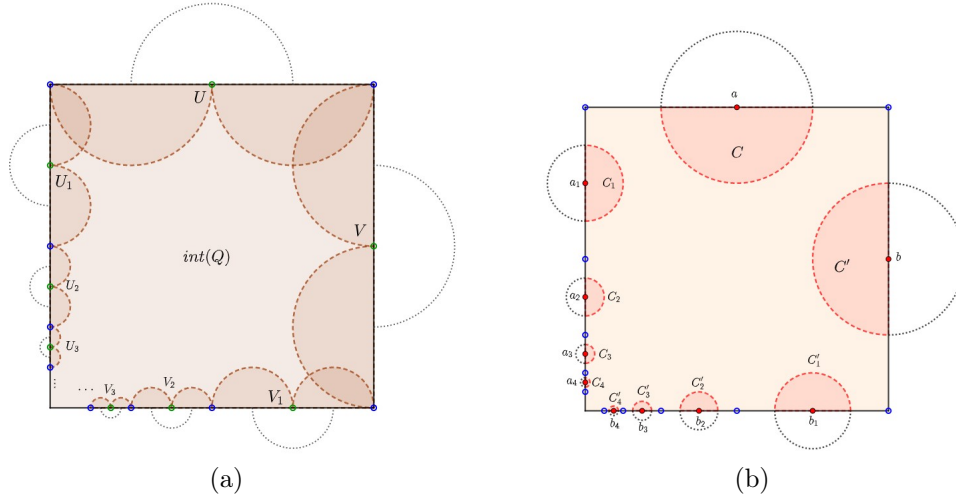 U
U₁
V
int(Q)
U₂
U₃
⋮
⋯
V₃
V₂
V₁
(a)
a
C
a₁
C₁
C′
b
a₂
C₂
a₃
C₃
C′₁
a₄
C₄
C′₄
C′₃
C′₂
b₄
b₃
b₂
b₁
(b)